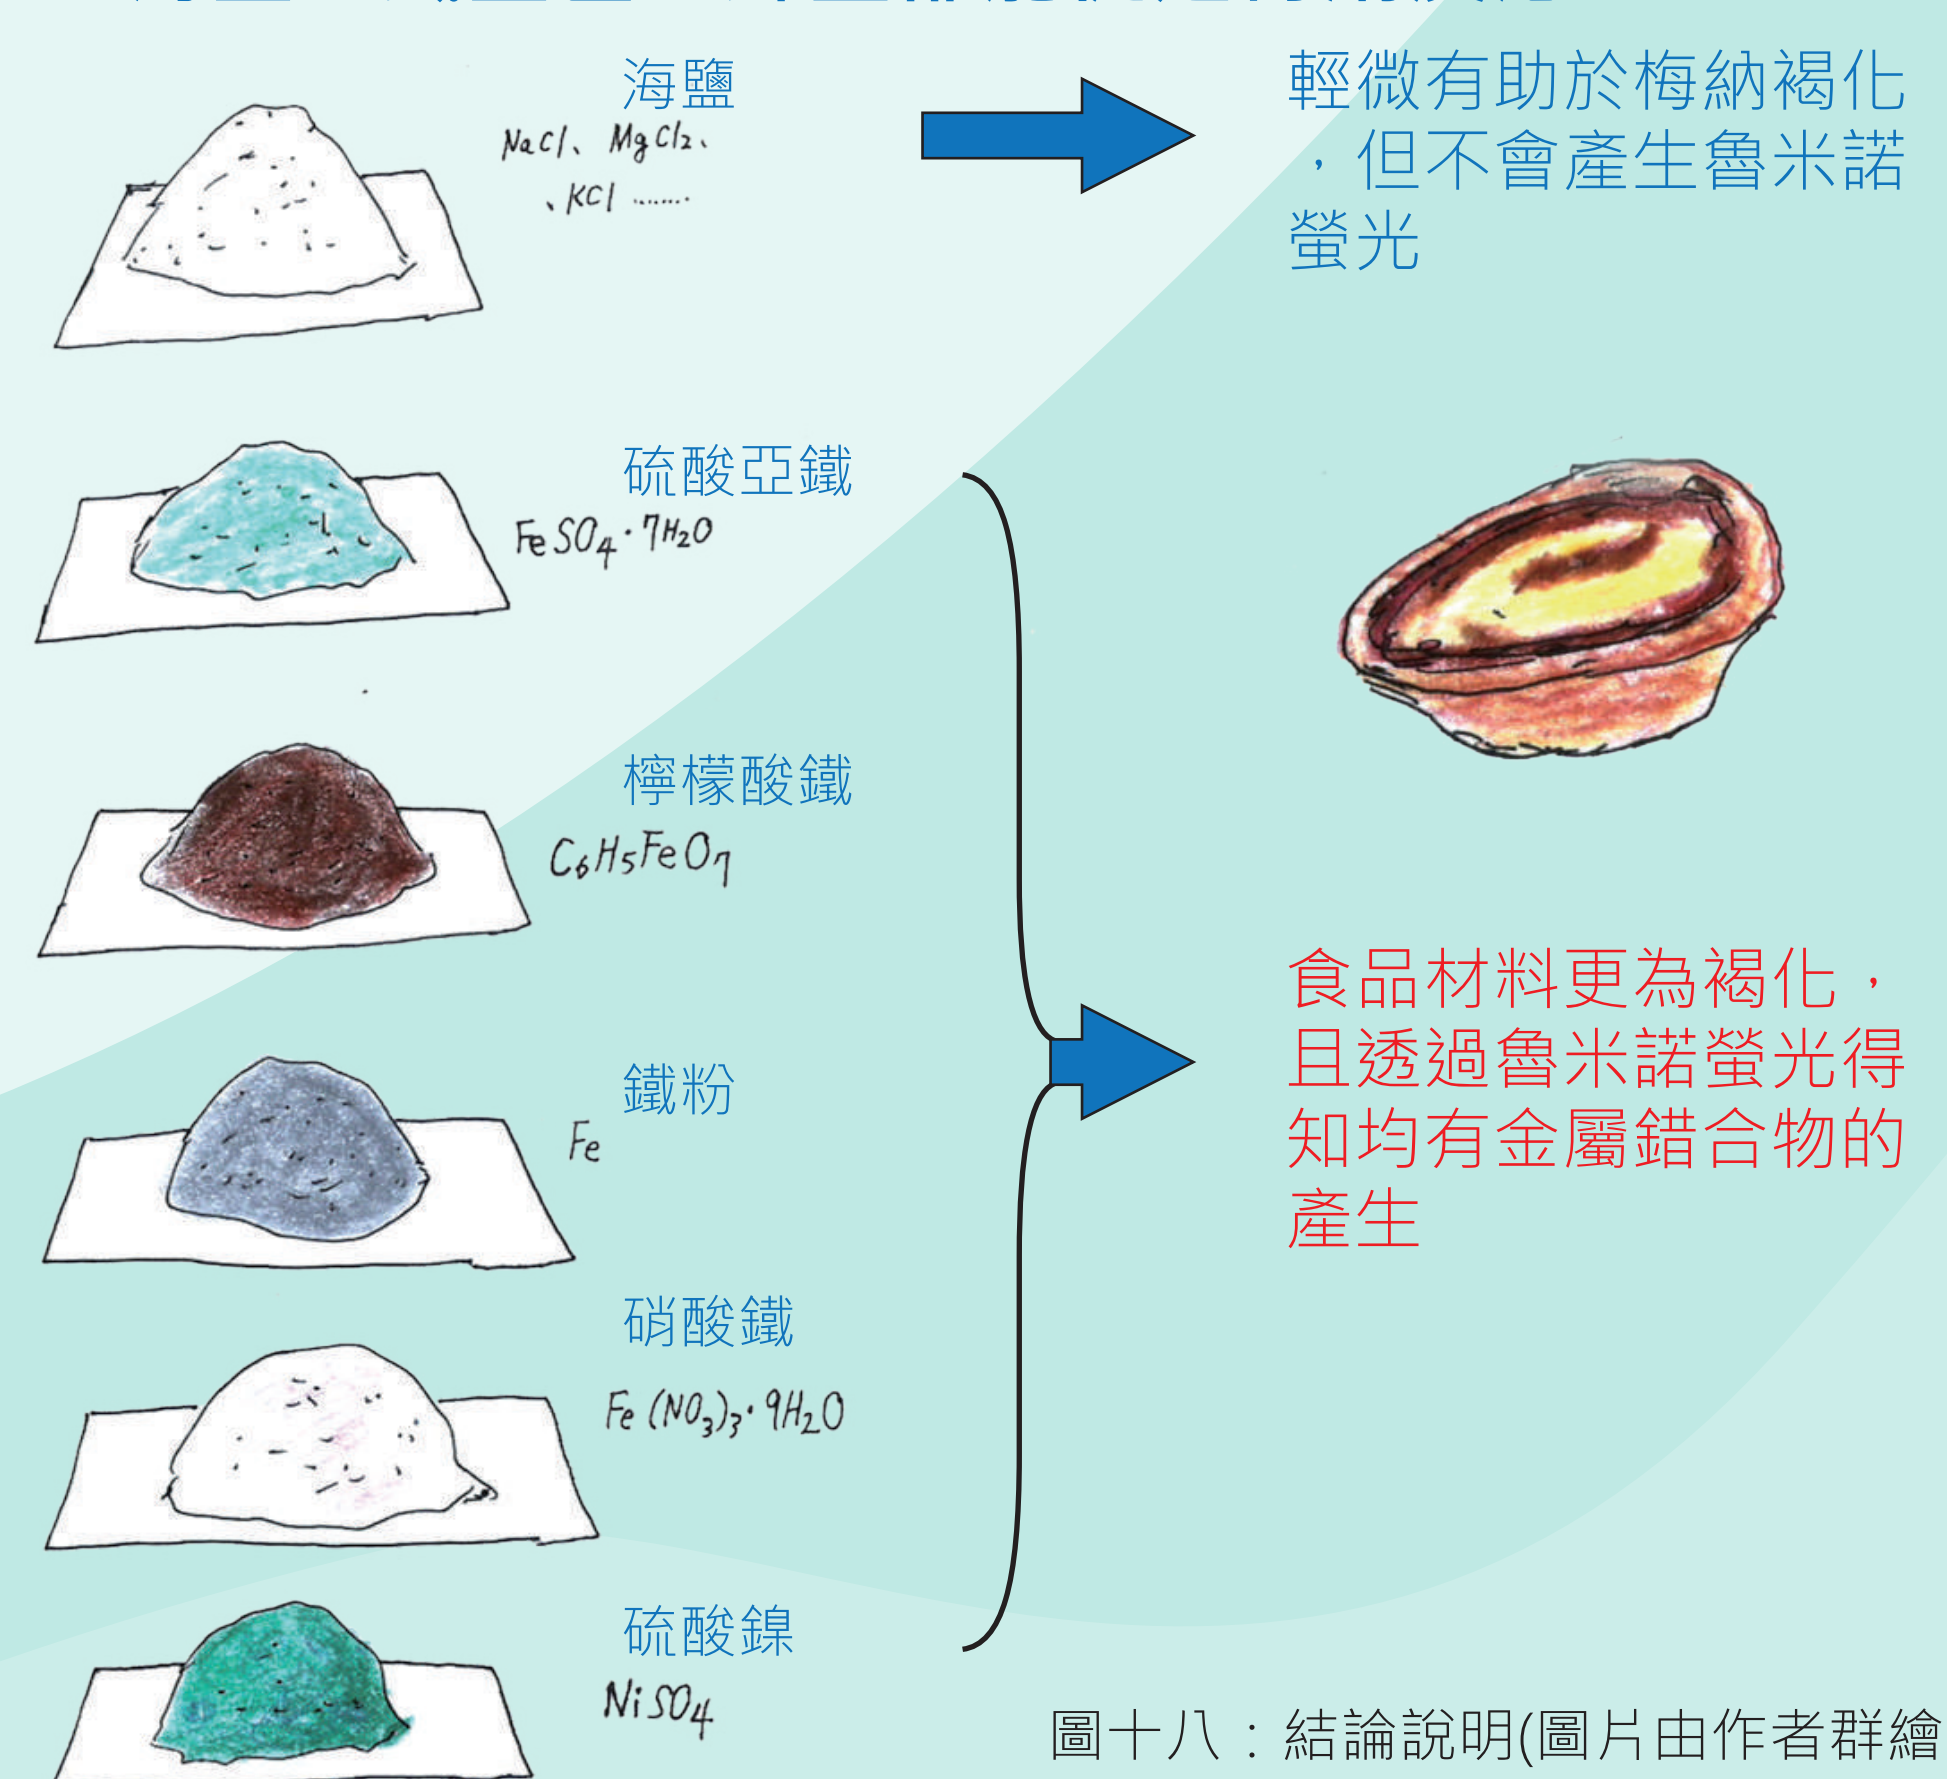 海鹽
NaCl、MgCl₂、
、KCl ........
輕微有助於梅納褐化
，但不會產生魯米諾
螢光
硫酸亞鐵
FeSO₄·7H₂O
檸檬酸鐵
C₆H₅FeO₇
鐵粉
Fe
硝酸鐵
Fe(NO₃)₃·9H₂O
硫酸鎳
NiSO₄
食品材料更為褐化，
且透過魯米諾螢光得
知均有金屬錯合物的
產生
圖十八：結論說明(圖片由作者群繪